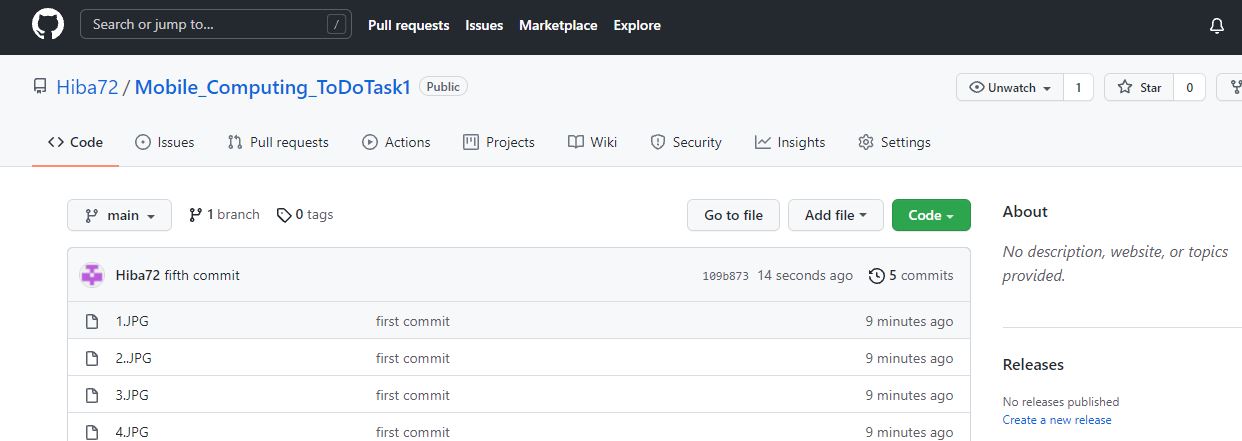 Search or jump to... / Pull requests Issues Marketplace Explore
Hiba72 / Mobile_Computing_ToDoTask1 Public Unwatch 1 Star 0
Code Issues Pull requests Actions Projects Wiki Security Insights Settings
main 1 branch 0 tags Go to file Add file Code
Hiba72 fifth commit 109b873 14 seconds ago 5 commits
1.JPG first commit 9 minutes ago
2..JPG first commit 9 minutes ago
3.JPG first commit 9 minutes ago
4.JPG first commit 9 minutes ago
About
No description, website, or topics
provided.
Releases
No releases published
Create a new release